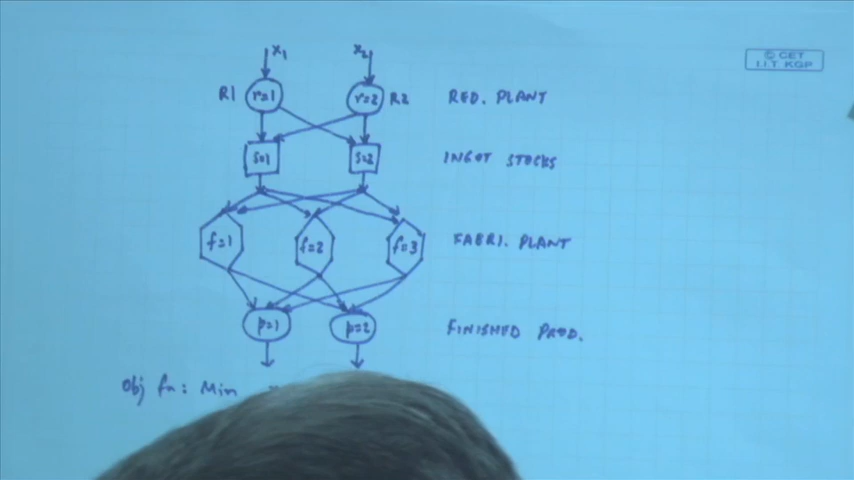 x1 x2
© CET
I.I.T. KGP
R1 r=1 r=2 R2 RED. PLANT
s=1 s=2 INGOT STOCKS
f=1 f=2 f=3 FABRI. PLANT
p=1 p=2 FINISHED PROD.
Obj fn: Min